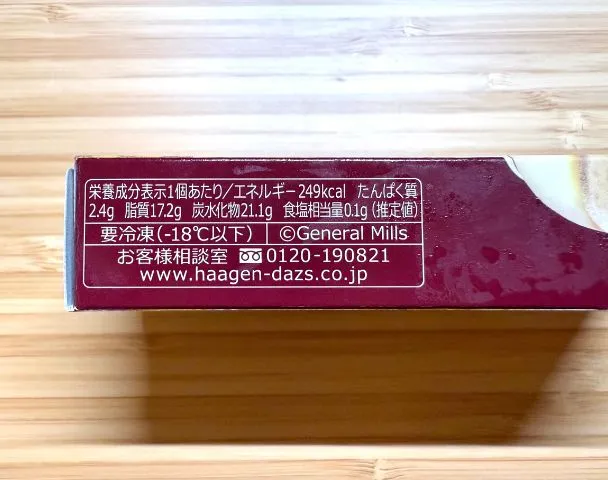 栄養成分表示1個あたり／エネルギー249kcal たんぱく質
2.4g 脂質17.2g 炭水化物21.1g 食塩相当量0.1g（推定値）
要冷凍（-18℃以下） ©General Mills
お客様相談室 0120-190821
www.haagen-dazs.co.jp